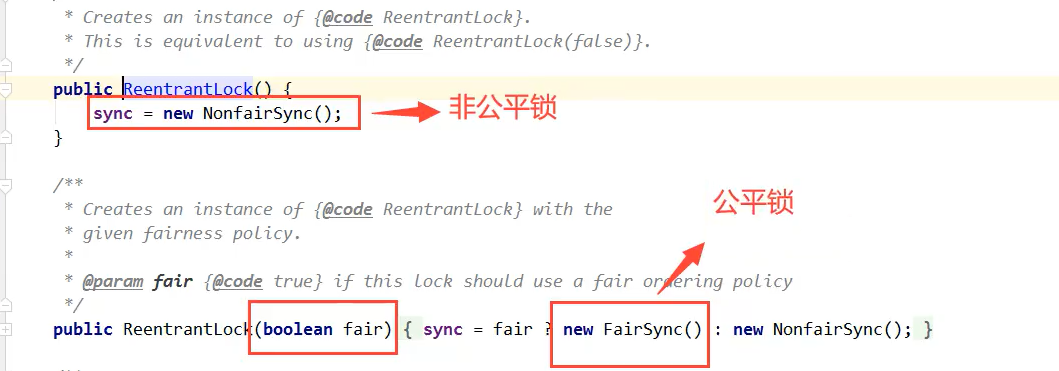 * Creates an instance of {@code ReentrantLock}.
* This is equivalent to using {@code ReentrantLock(false)}.
*/
public ReentrantLock() {
sync = new NonfairSync();
非公平锁
}
/**
* Creates an instance of {@code ReentrantLock} with the
* given fairness policy.
*
* @param fair {@code true} if this lock should use a fair ordering policy
*/
公平锁
public ReentrantLock(boolean fair) { sync = fair ? new FairSync() : new NonfairSync(); }